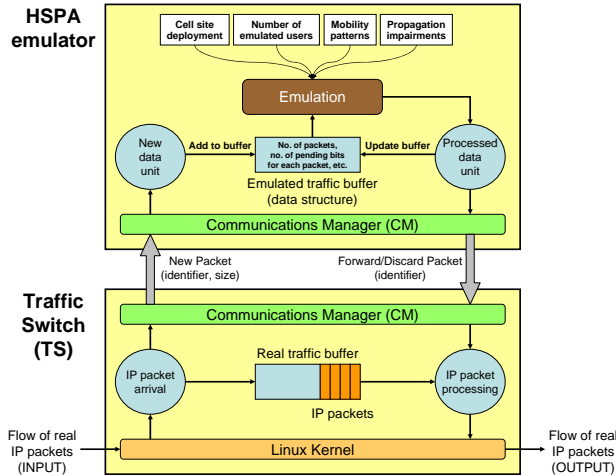 HSPA
emulator
Cell site
deployment
Number of
emulated users
Mobility
patterns
Propagation
impairments
Emulation
New
data
unit
Add to buffer
No. of packets,
no. of pending bits
for each packet, etc.
Update buffer
Processed
data
unit
Emulated traffic buffer
(data structure)
Communications Manager (CM)
New Packet
(identifier, size)
Forward/Discard Packet
(identifier)
Traffic
Switch
(TS)
Communications Manager (CM)
IP packet
arrival
Real traffic buffer
IP packets
IP packet
processing
Flow of real
IP packets
(INPUT)
Linux Kernel
Flow of real
IP packets
(OUTPUT)